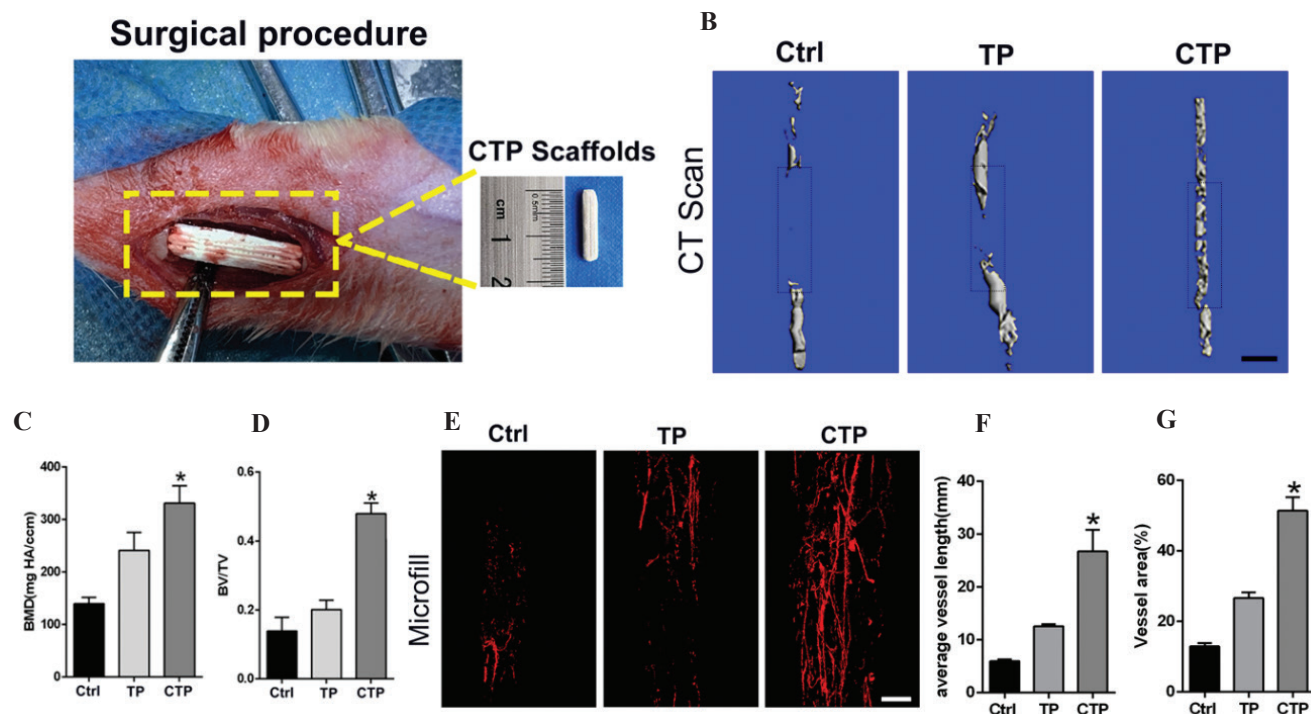 Surgical procedure
CTP Scaffolds
cm 1 2
0.5mm
B
Ctrl TP CTP
CT Scan
C
BMD(mg HA/ccm)
400
300
200
100
0
*
Ctrl TP CTP
D
BV/TV
0.6
0.4
0.2
0.0
*
Ctrl TP CTP
E
Ctrl TP CTP
Microfill
F
average vessel length(mm)
40
30
20
10
0
*
Ctrl TP CTP
G
Vessel area(%)
60
40
20
0
*
Ctrl TP CTP